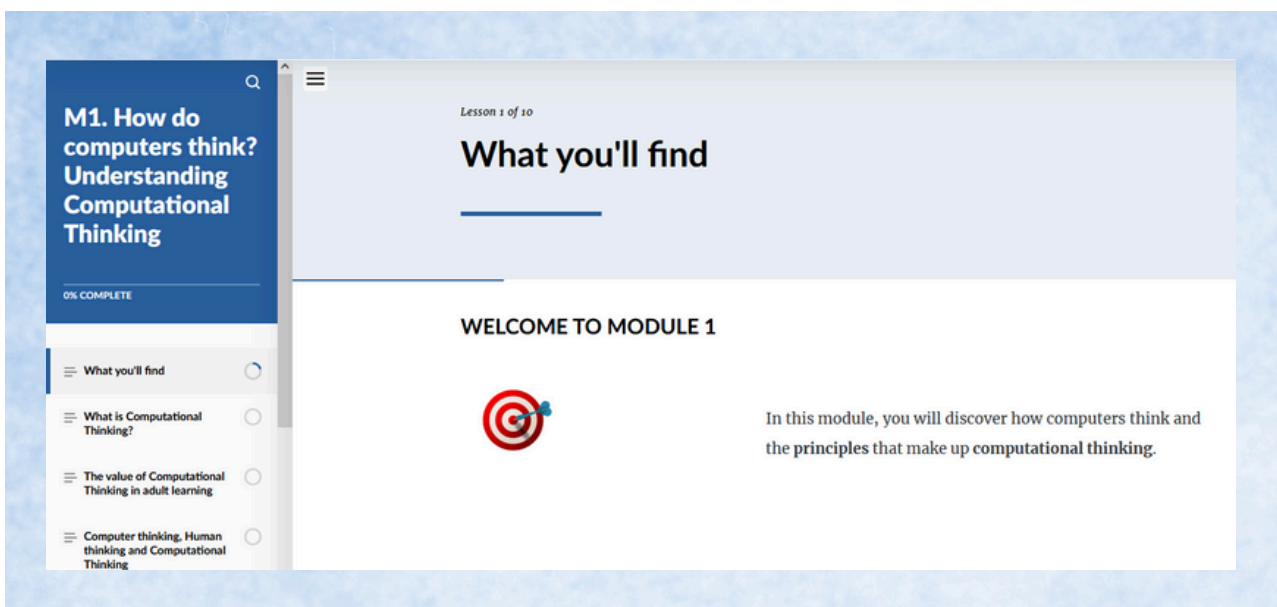 M1. How do
computers think?
Understanding
Computational
Thinking
0% COMPLETE
What you'll find
What is Computational
Thinking?
The value of Computational
Thinking in adult learning
Computer thinking, Human
thinking and Computational
Thinking
Lesson 1 of 10
What you'll find
WELCOME TO MODULE 1
In this module, you will discover how computers think and
the principles that make up computational thinking.